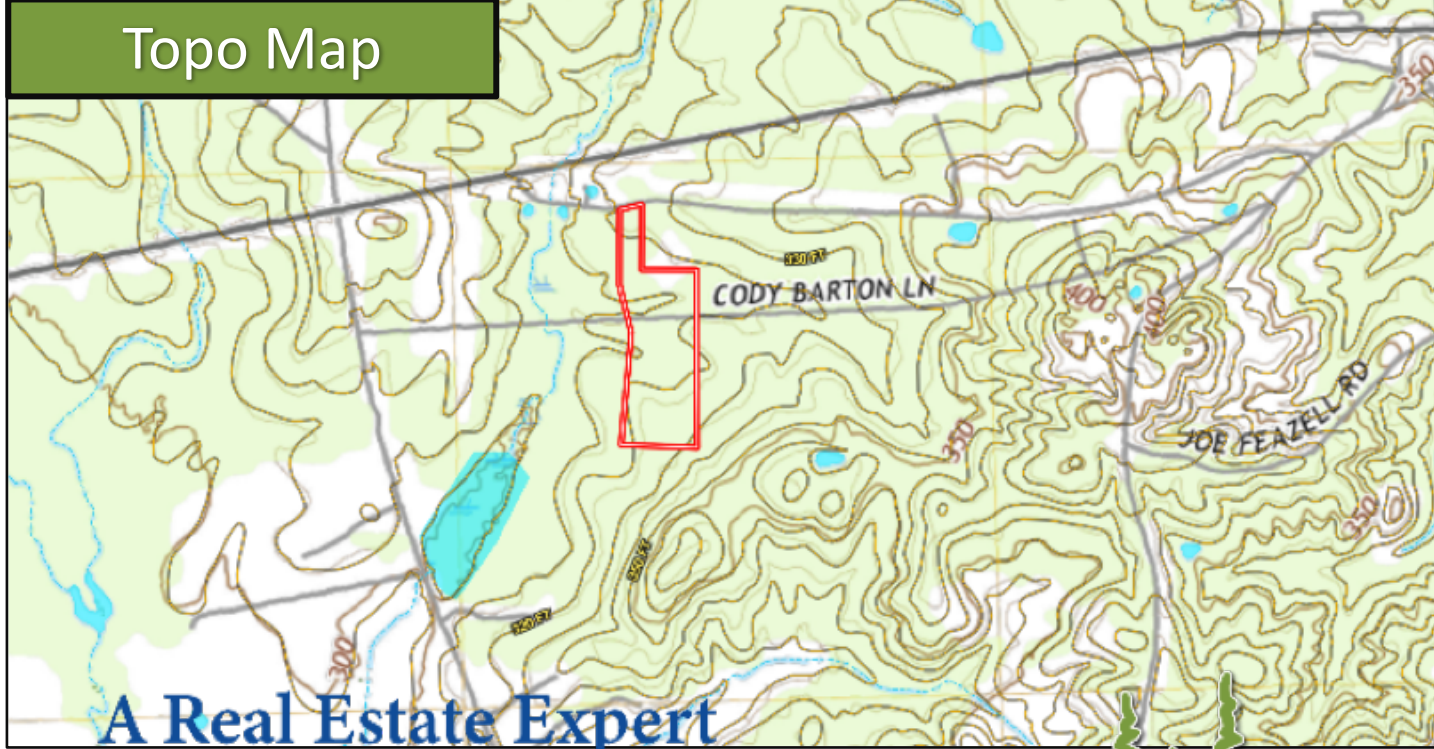 Topo Map
350
330 FT
CODY BARTON LN
400
400
JOE FEAZELL RD
350
350
350 FT
320 FT
300
A Real Estate Expert